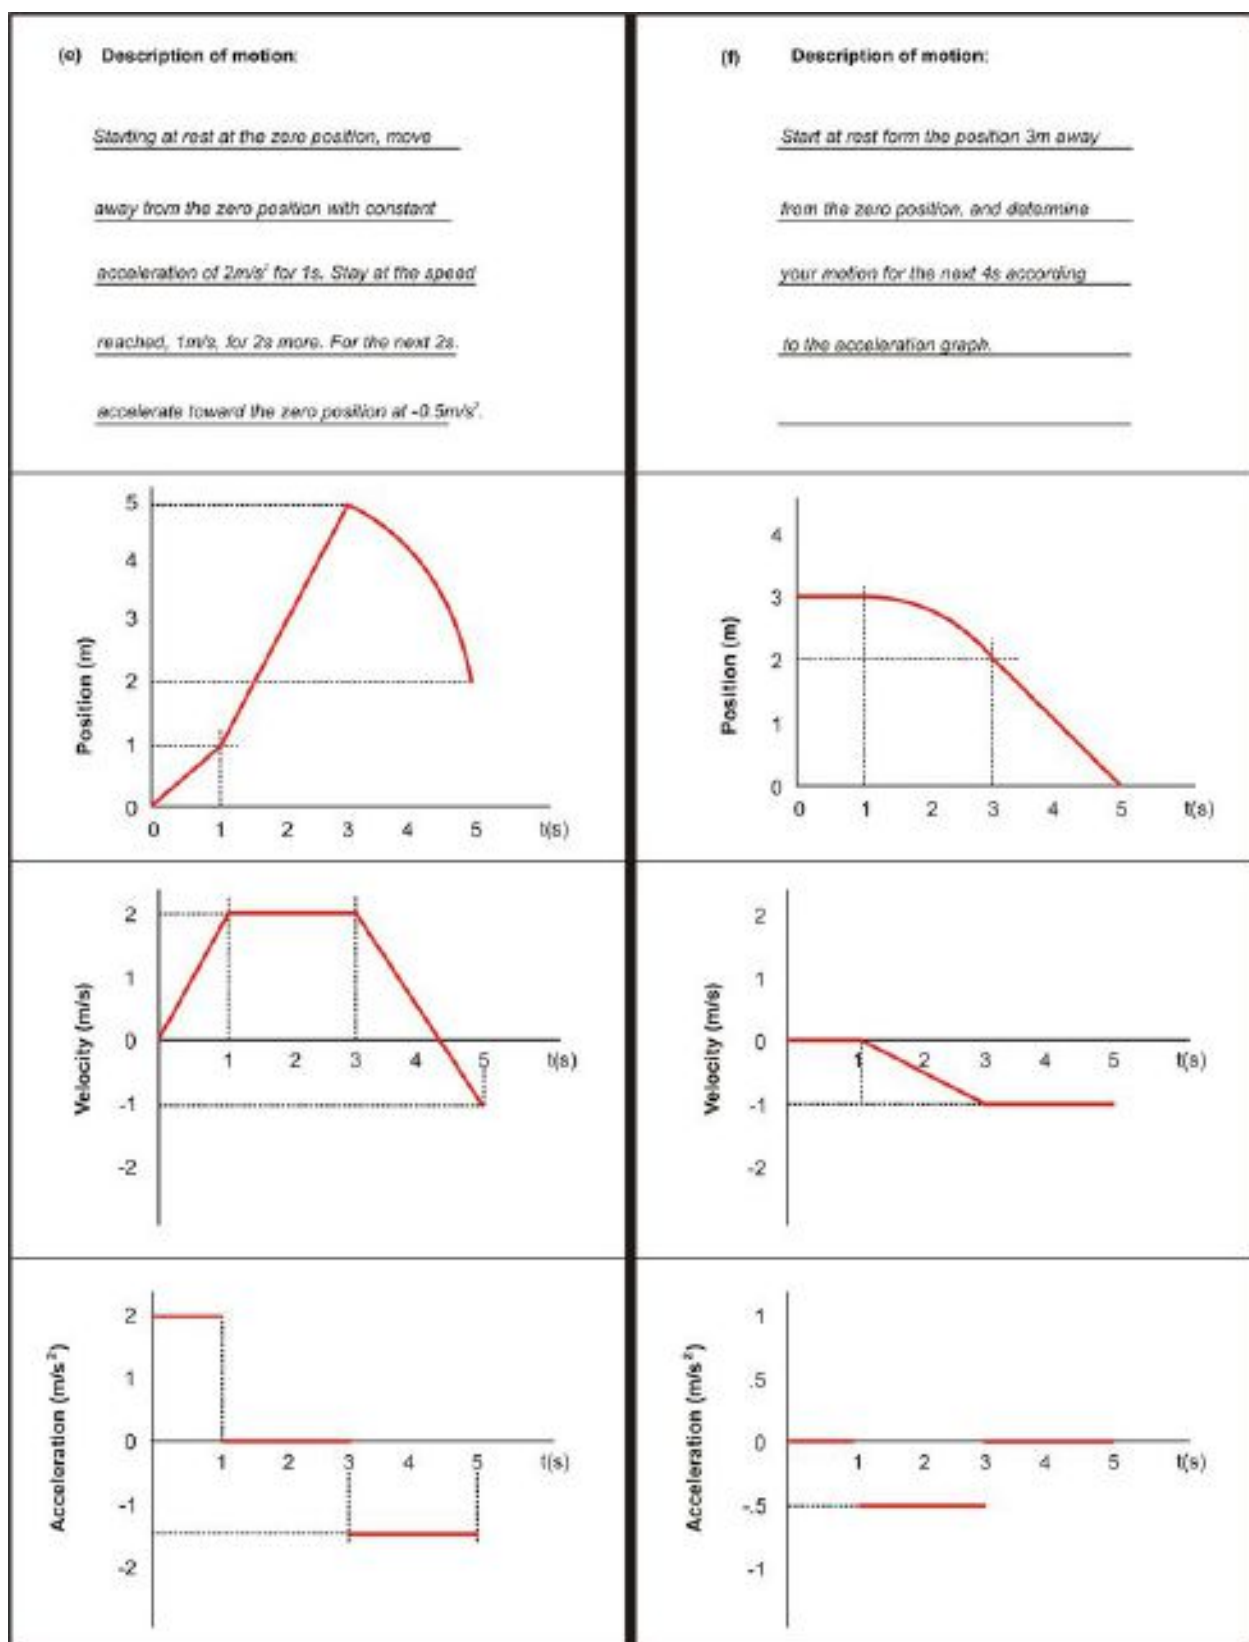 (e) Description of motion:
Starting at rest at the zero position, move
away from the zero position with constant
acceleration of 2m/s² for 1s. Stay at the speed
reached, 1m/s, for 2s more. For the next 2s.
accelerate toward the zero position at -0.5m/s².
5
4
3
2
1
0
Position (m)
0 1 2 3 4 5 t(s)
2
1
0
-1
-2
Velocity (m/s)
1 2 3 4 5 t(s)
2
1
0
-1
-2
Acceleration (m/s²)
1 2 3 4 5 t(s)
(f) Description of motion:
Start at rest form the position 3m away
from the zero position, and determine
your motion for the next 4s according
to the acceleration graph.
4
3
2
1
0
Position (m)
0 1 2 3 4 5 t(s)
2
1
0
-1
-2
Velocity (m/s)
1 2 3 4 5 t(s)
1
.5
0
-.5
-1
Acceleration (m/s²)
1 2 3 4 5 t(s)